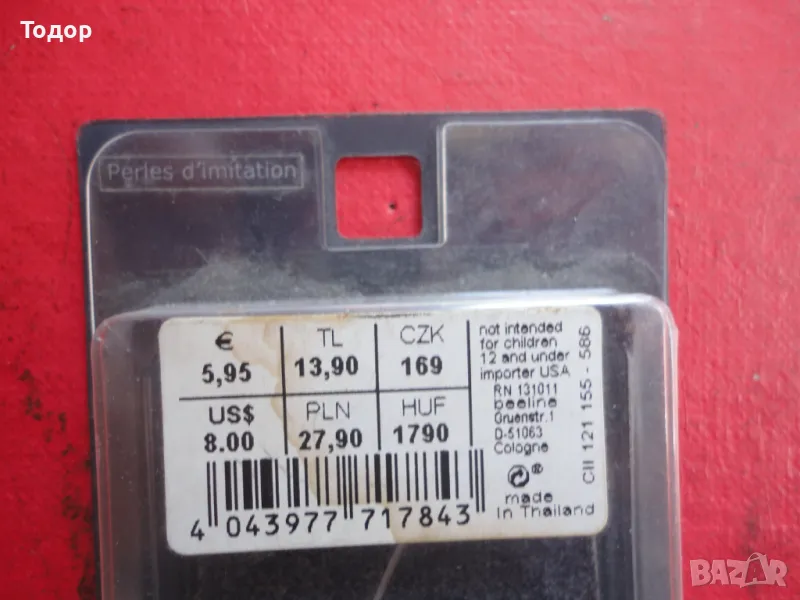 Тодор
Perles d'imitation
€ TL CZK
5,95 13,90 169
US$ PLN HUF
8.00 27,90 1790
4 043977 717843
not intended
for children
12 and under
importer USA
RN 131011
beeline
Gruenstr.1
D-51063
Cologne
®
made
In Thailand
CII 121 155 - 586
BAZAR